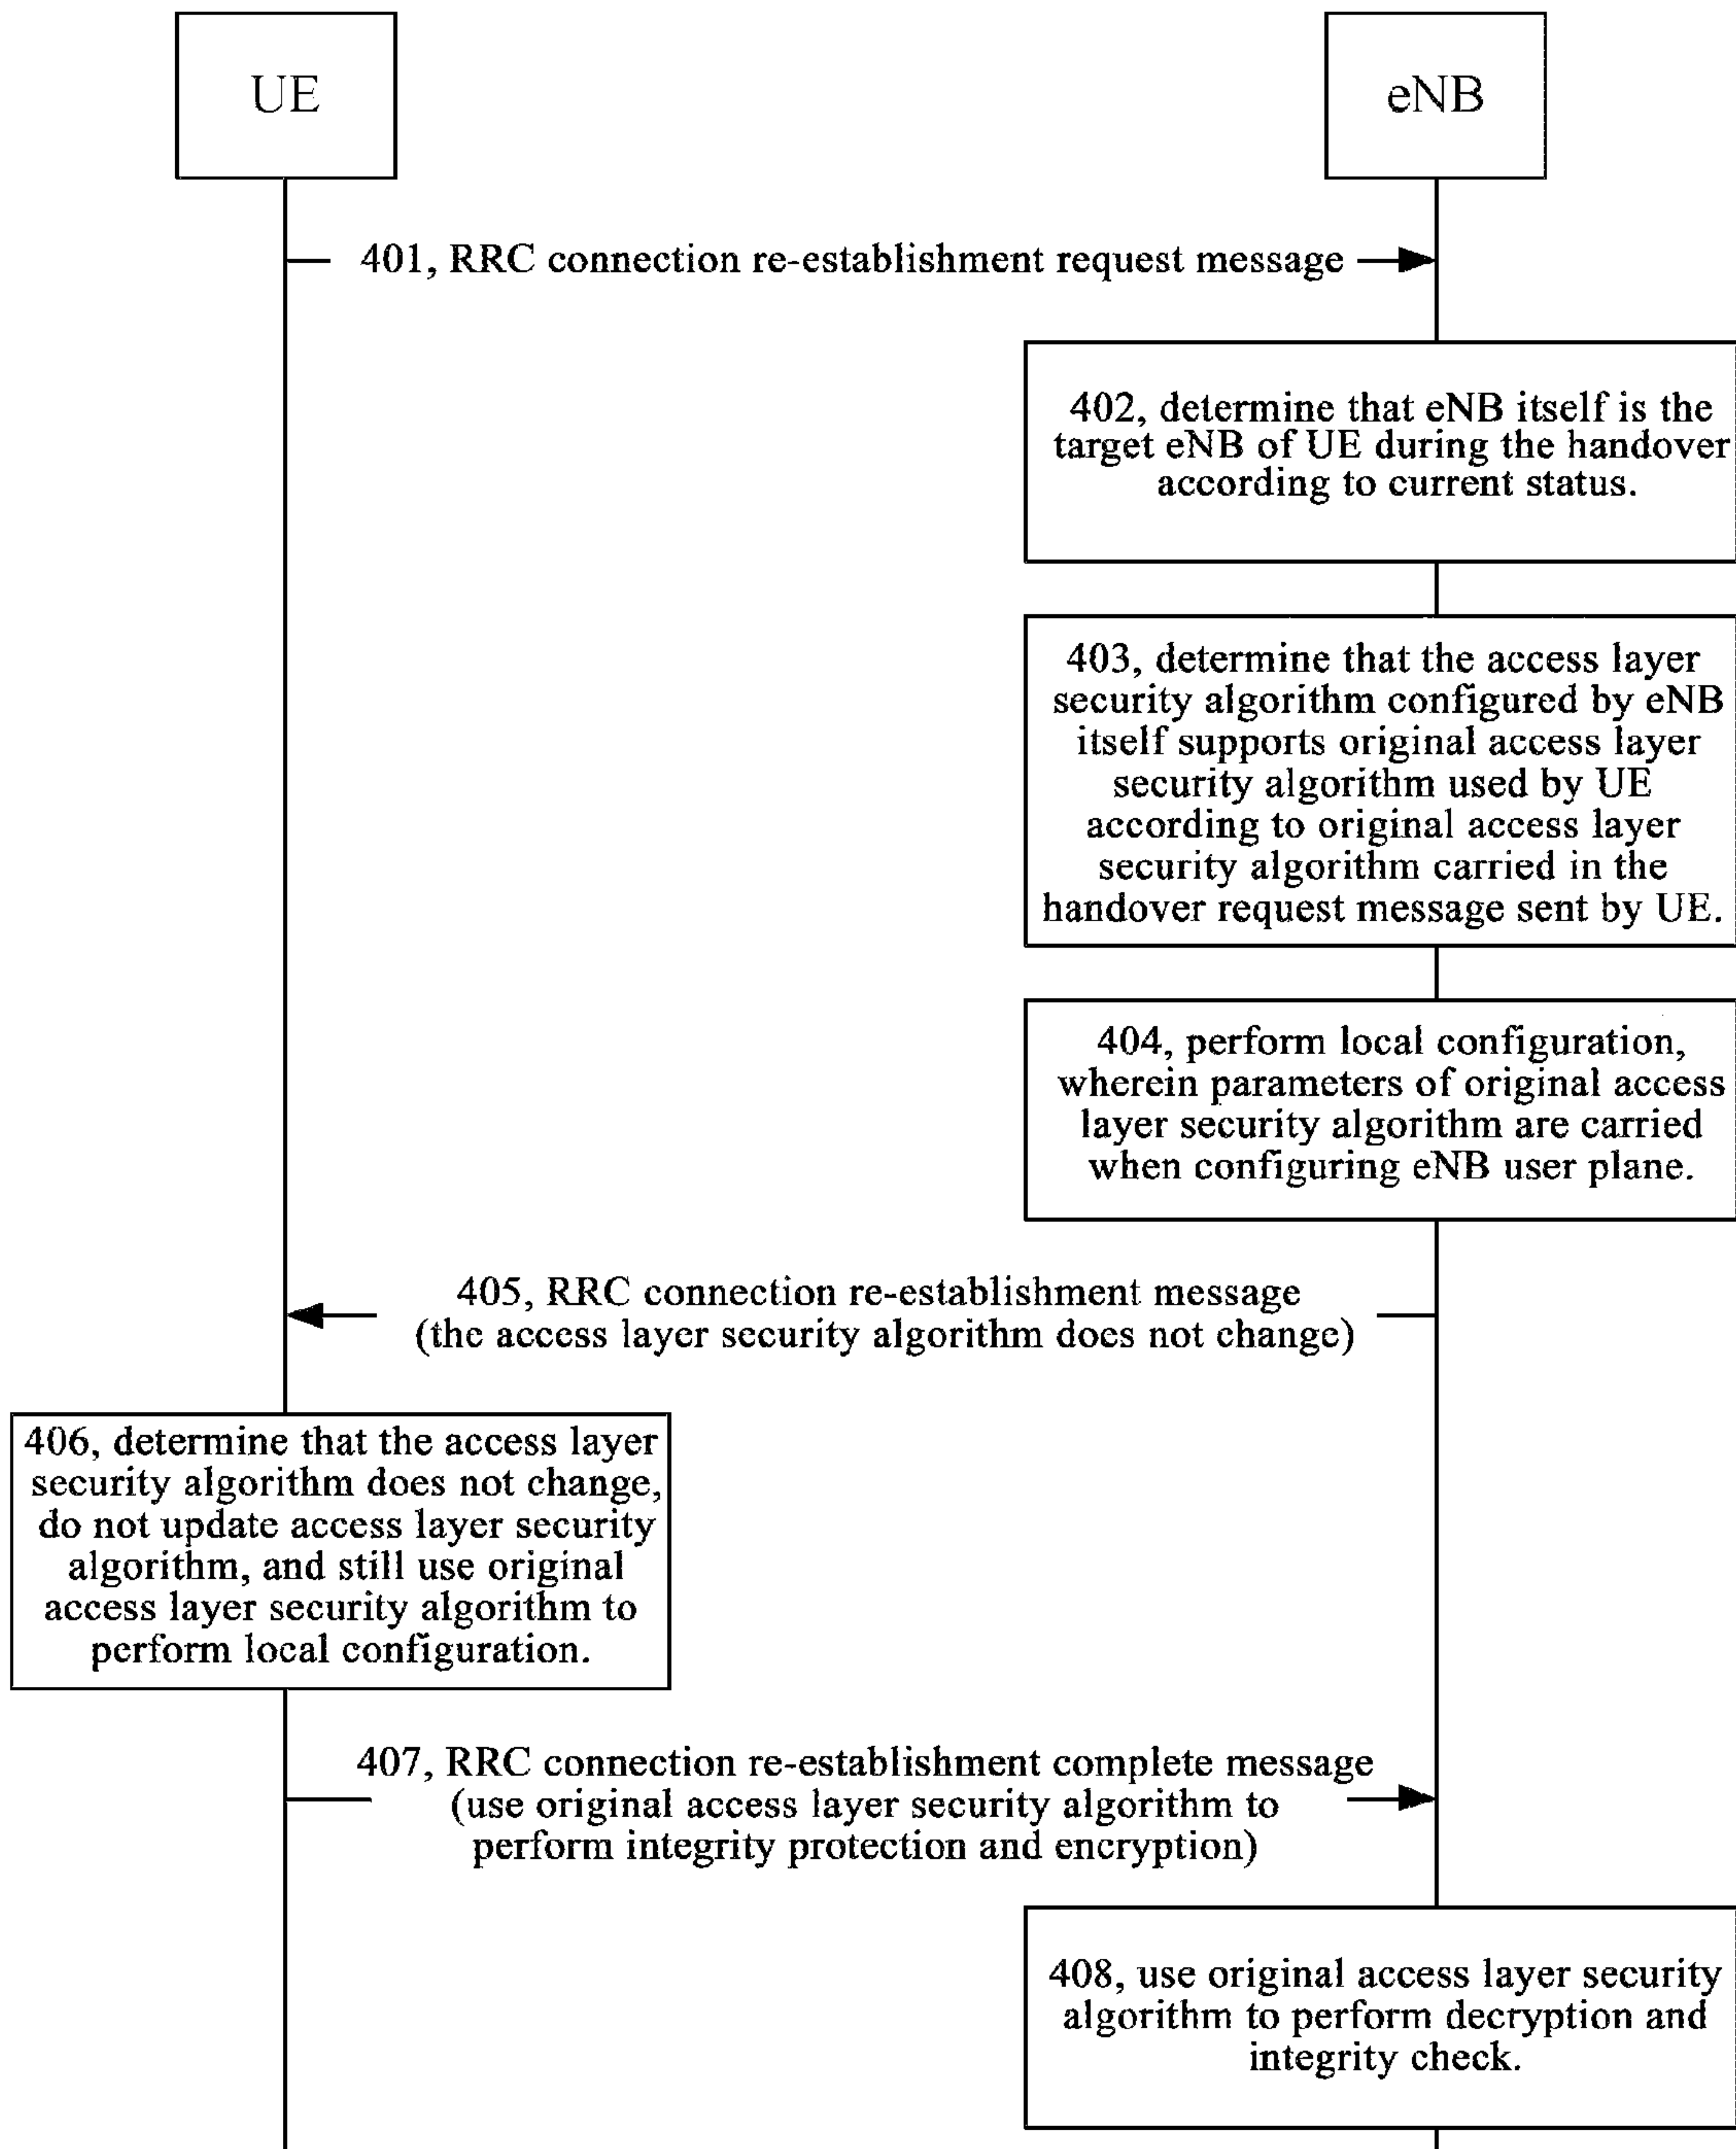 UE
eNB
401, RRC connection re-establishment request message
402, determine that eNB itself is the
target eNB of UE during the handover
according to current status.
403, determine that the access layer
security algorithm configured by eNB
itself supports original access layer
security algorithm used by UE
according to original access layer
security algorithm carried in the
handover request message sent by UE.
404, perform local configuration,
wherein parameters of original access
layer security algorithm are carried
when configuring eNB user plane.
405, RRC connection re-establishment message
(the access layer security algorithm does not change)
406, determine that the access layer
security algorithm does not change,
do not update access layer security
algorithm, and still use original
access layer security algorithm to
perform local configuration.
407, RRC connection re-establishment complete message
(use original access layer security algorithm to
perform integrity protection and encryption)
408, use original access layer security
algorithm to perform decryption and
integrity check.